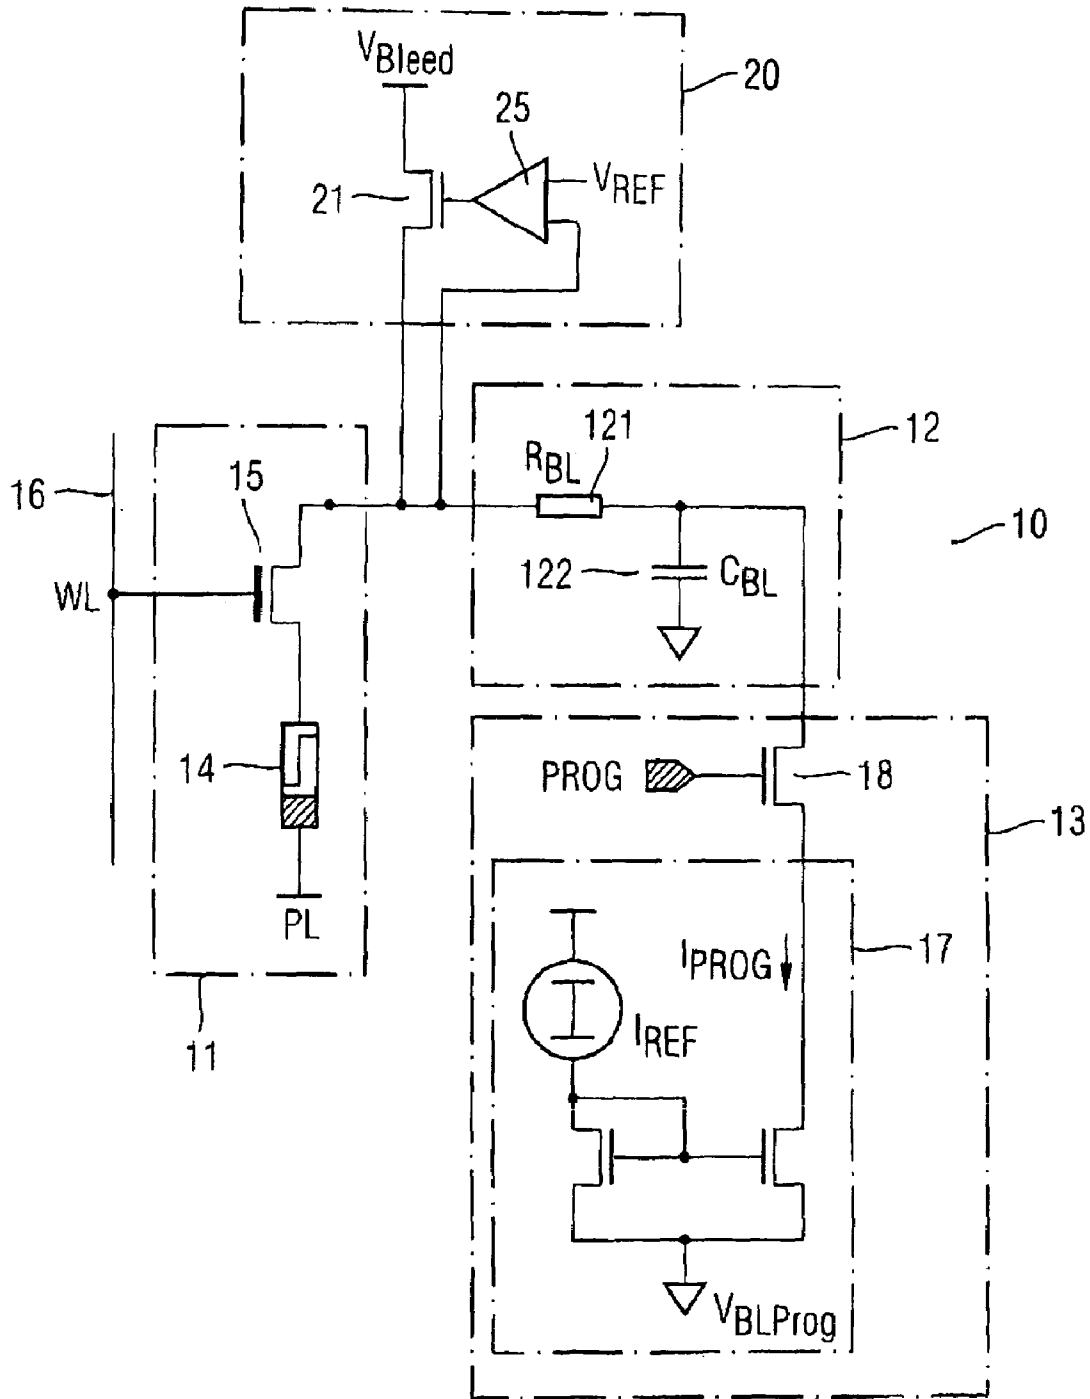 VBleed
20
25
21
VREF
12
121
RBL
16
15
10
122
CBL
WL
14
PROG
18
13
PL
17
IPROG
IREF
11
VBLProg